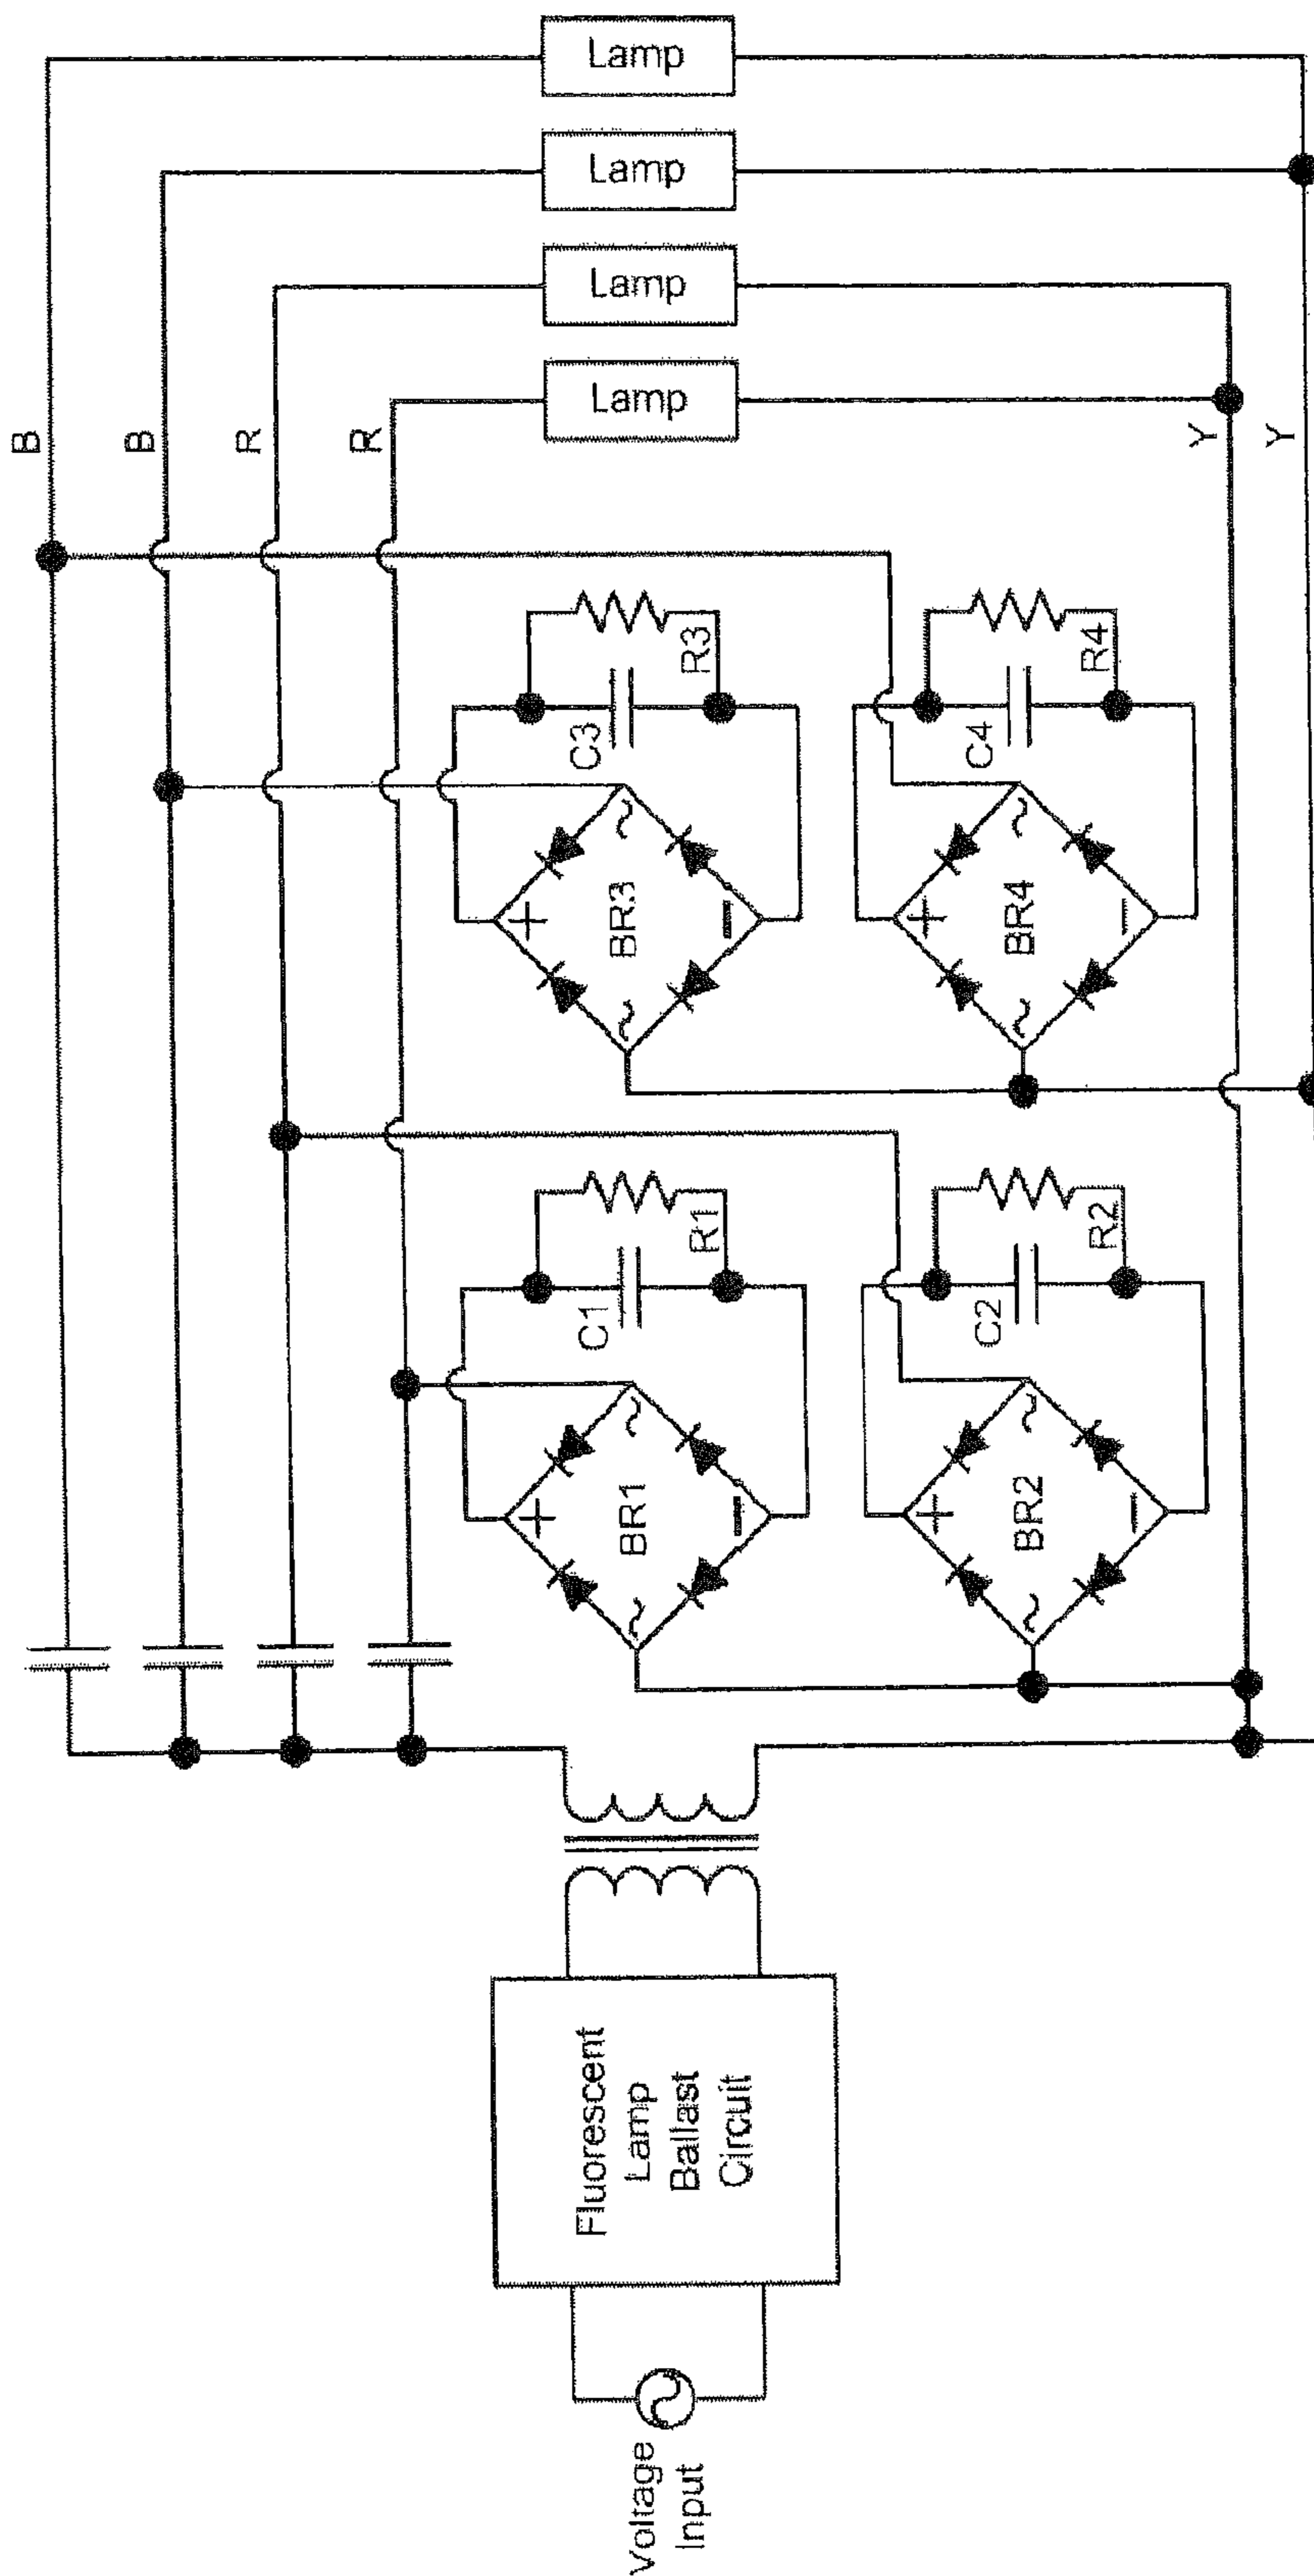 Voltage
Input
Fluorescent
Lamp
Ballast
Circuit
B
B
R
R
Y
Y
Lamp
Lamp
Lamp
Lamp
+
~
BR1
~
−
C1
R1
+
~
BR2
~
−
C2
R2
+
~
BR3
~
−
C3
R3
+
~
BR4
~
−
C4
R4